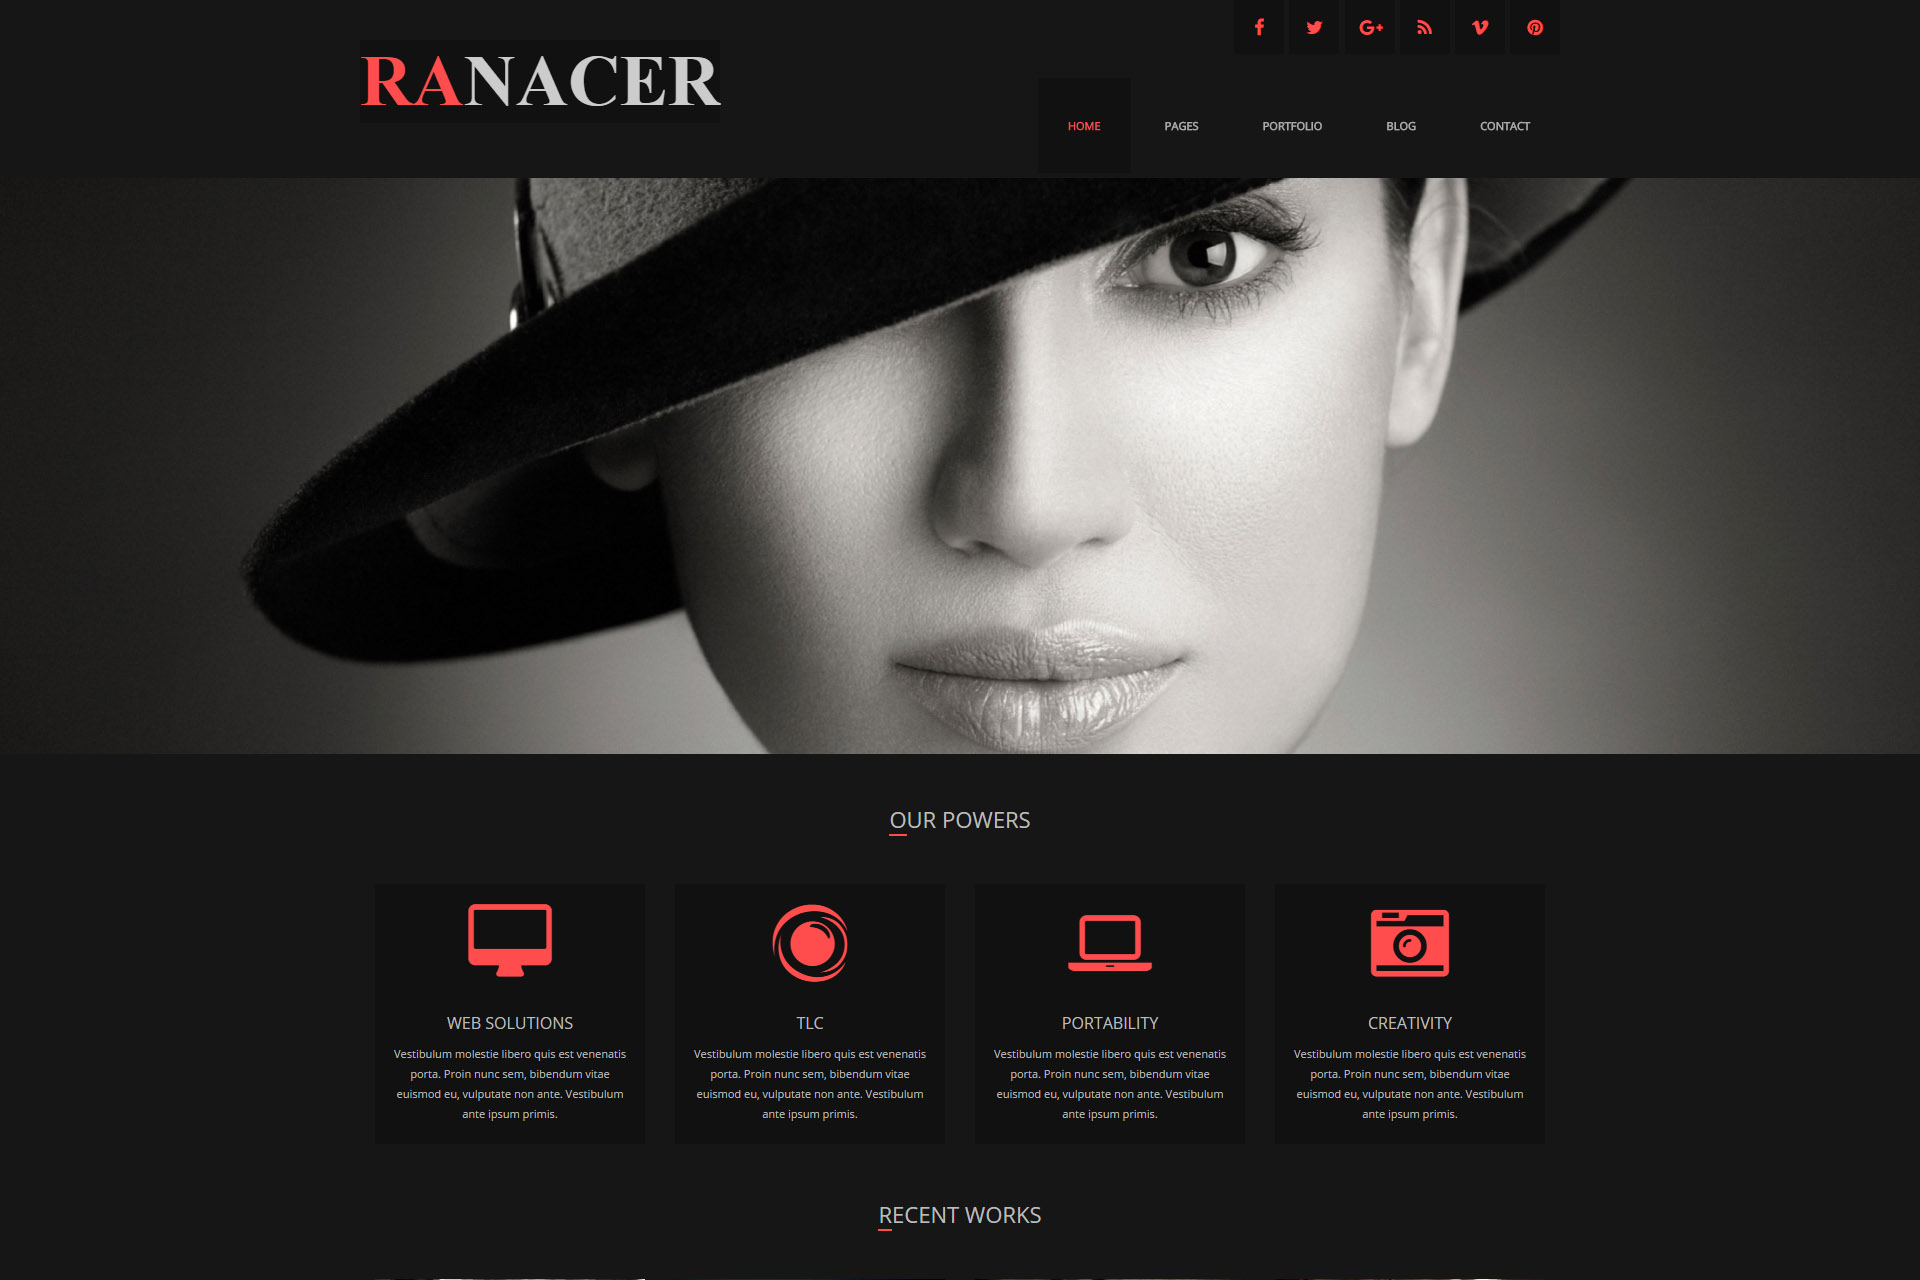 RANACER
HOME
PAGES
PORTFOLIO
BLOG
CONTACT
OUR POWERS
WEB SOLUTIONS
Vestibulum molestie libero quis est venenatis
porta. Proin nunc sem, bibendum vitae
euismod eu, vulputate non ante. Vestibulum
ante ipsum primis.
TLC
Vestibulum molestie libero quis est venenatis
porta. Proin nunc sem, bibendum vitae
euismod eu, vulputate non ante. Vestibulum
ante ipsum primis.
PORTABILITY
Vestibulum molestie libero quis est venenatis
porta. Proin nunc sem, bibendum vitae
euismod eu, vulputate non ante. Vestibulum
ante ipsum primis.
CREATIVITY
Vestibulum molestie libero quis est venenatis
porta. Proin nunc sem, bibendum vitae
euismod eu, vulputate non ante. Vestibulum
ante ipsum primis.
RECENT WORKS